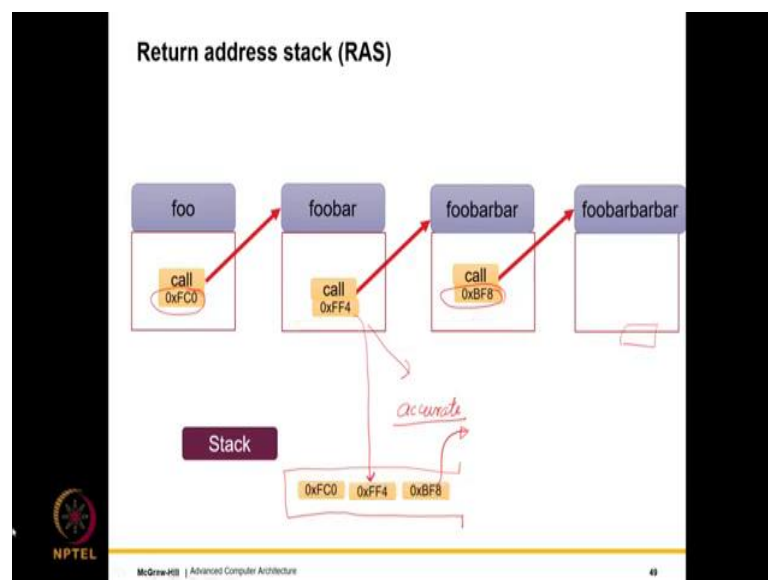 Return address stack (RAS)
foo
foobar
foobarbar
foobarbarbar
call
0xFC0
call
0xFF4
call
0xBF8
accurate
Stack
0xFC0 0xFF4 0xBF8
NPTEL
McGraw-Hill | Advanced Computer Architecture
49